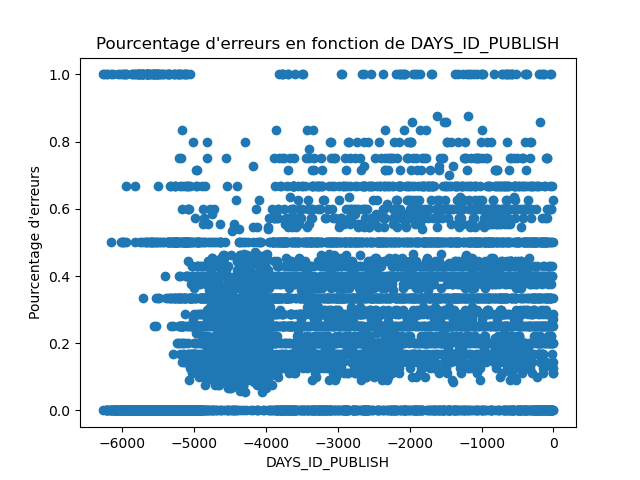 Pourcentage d'erreurs en fonction de DAYS_ID_PUBLISH
1.0
0.8
0.6
0.4
0.2
0.0
Pourcentage d'erreurs
−6000 −5000 −4000 −3000 −2000 −1000 0
DAYS_ID_PUBLISH